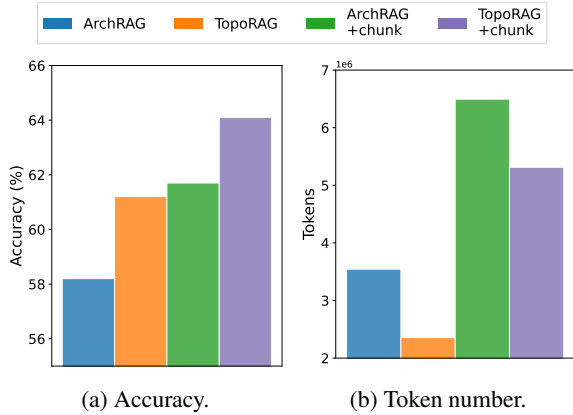 ArchRAG
TopoRAG
ArchRAG
+chunk
TopoRAG
+chunk
66
64
62
60
58
56
Accuracy (%)
(a) Accuracy.
1e6
7
6
5
4
3
2
Tokens
(b) Token number.